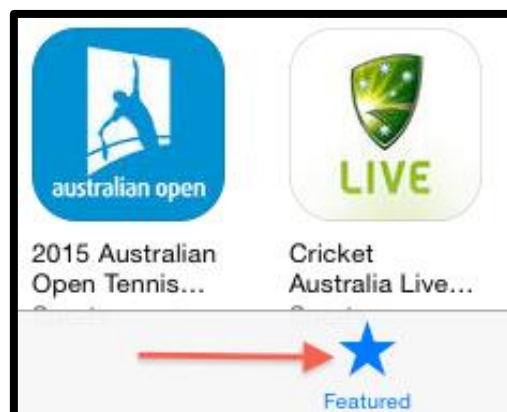 australian open
LIVE
2015 Australian
Open Tennis...
Cricket
Australia Live...
Featured